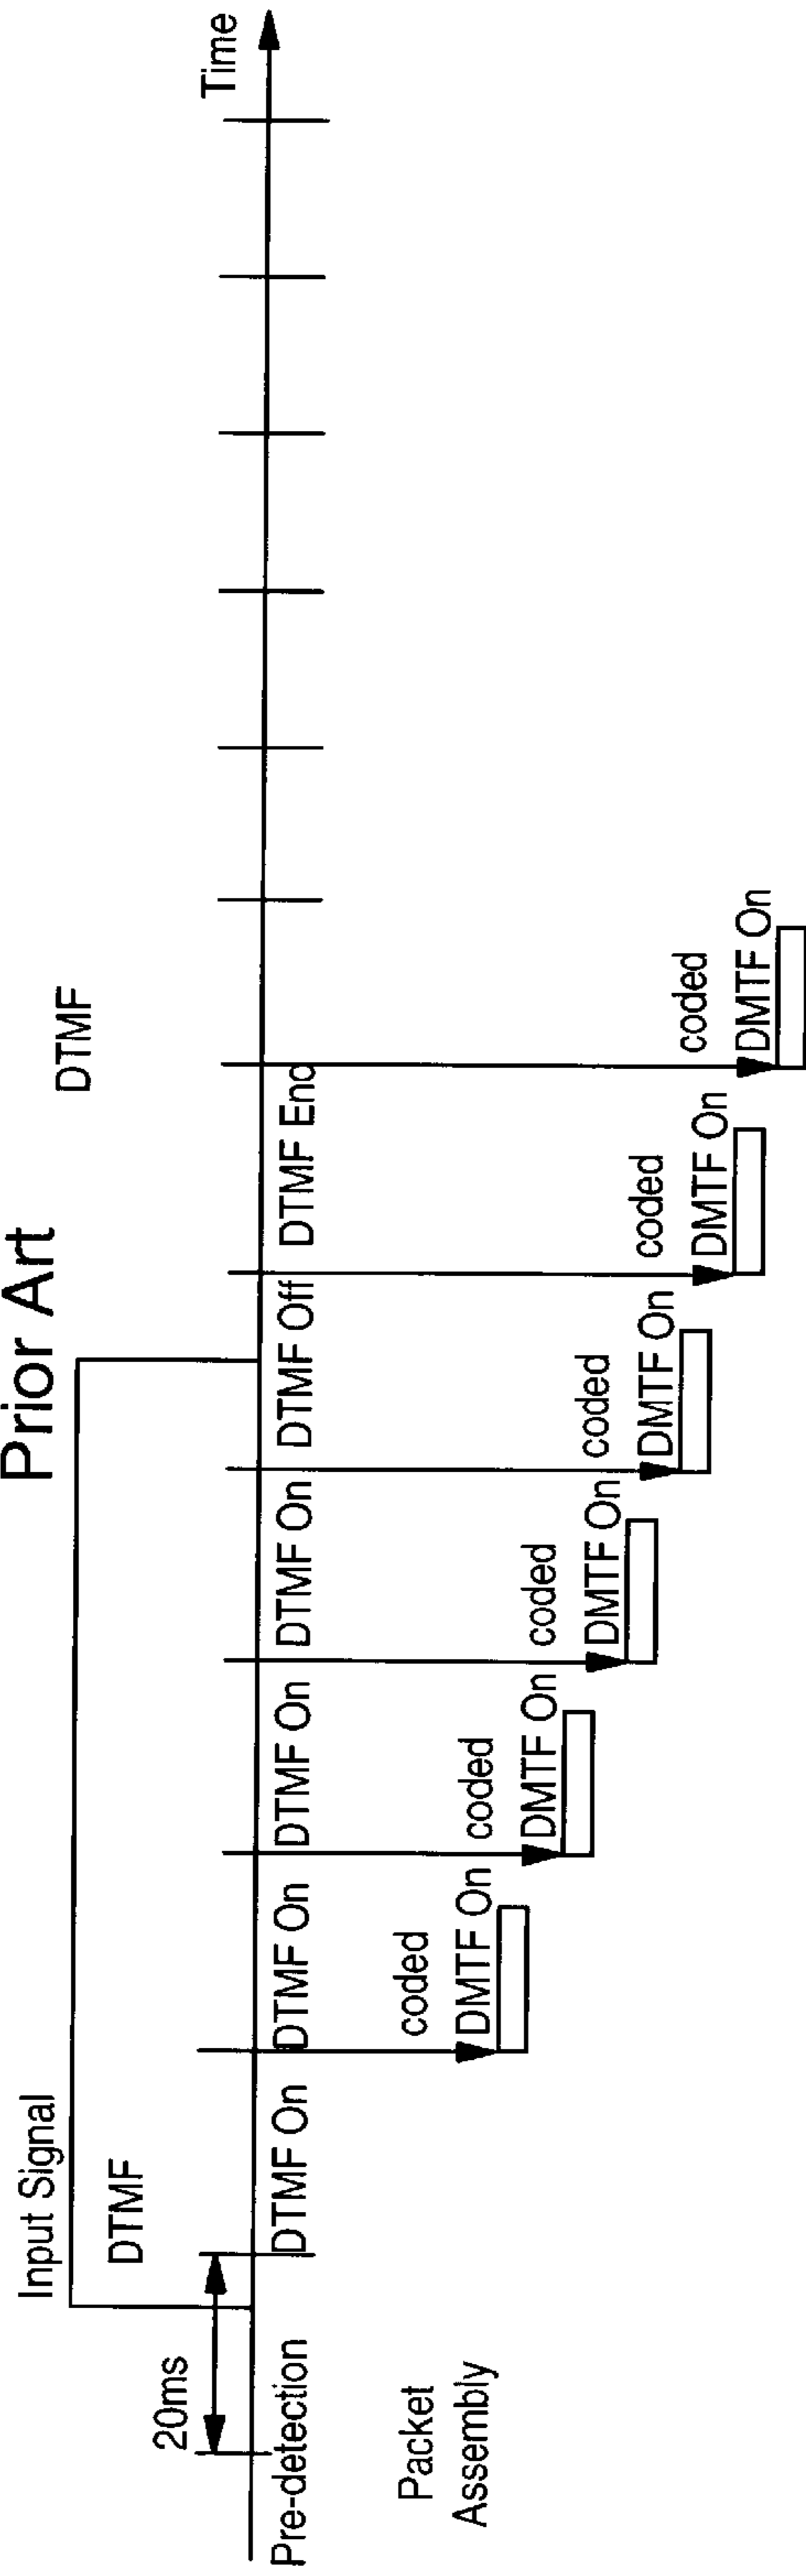 Prior Art
Input Signal
DTMF
DTMF
20ms
Time
Pre-detection
DTMF On
DTMF On
DTMF On
DTMF On
DTMF Off
DTMF End
Packet
Assembly
coded
DMTF On
coded
DMTF On
coded
DMTF On
coded
DMTF On
coded
DMTF On
coded
DMTF On